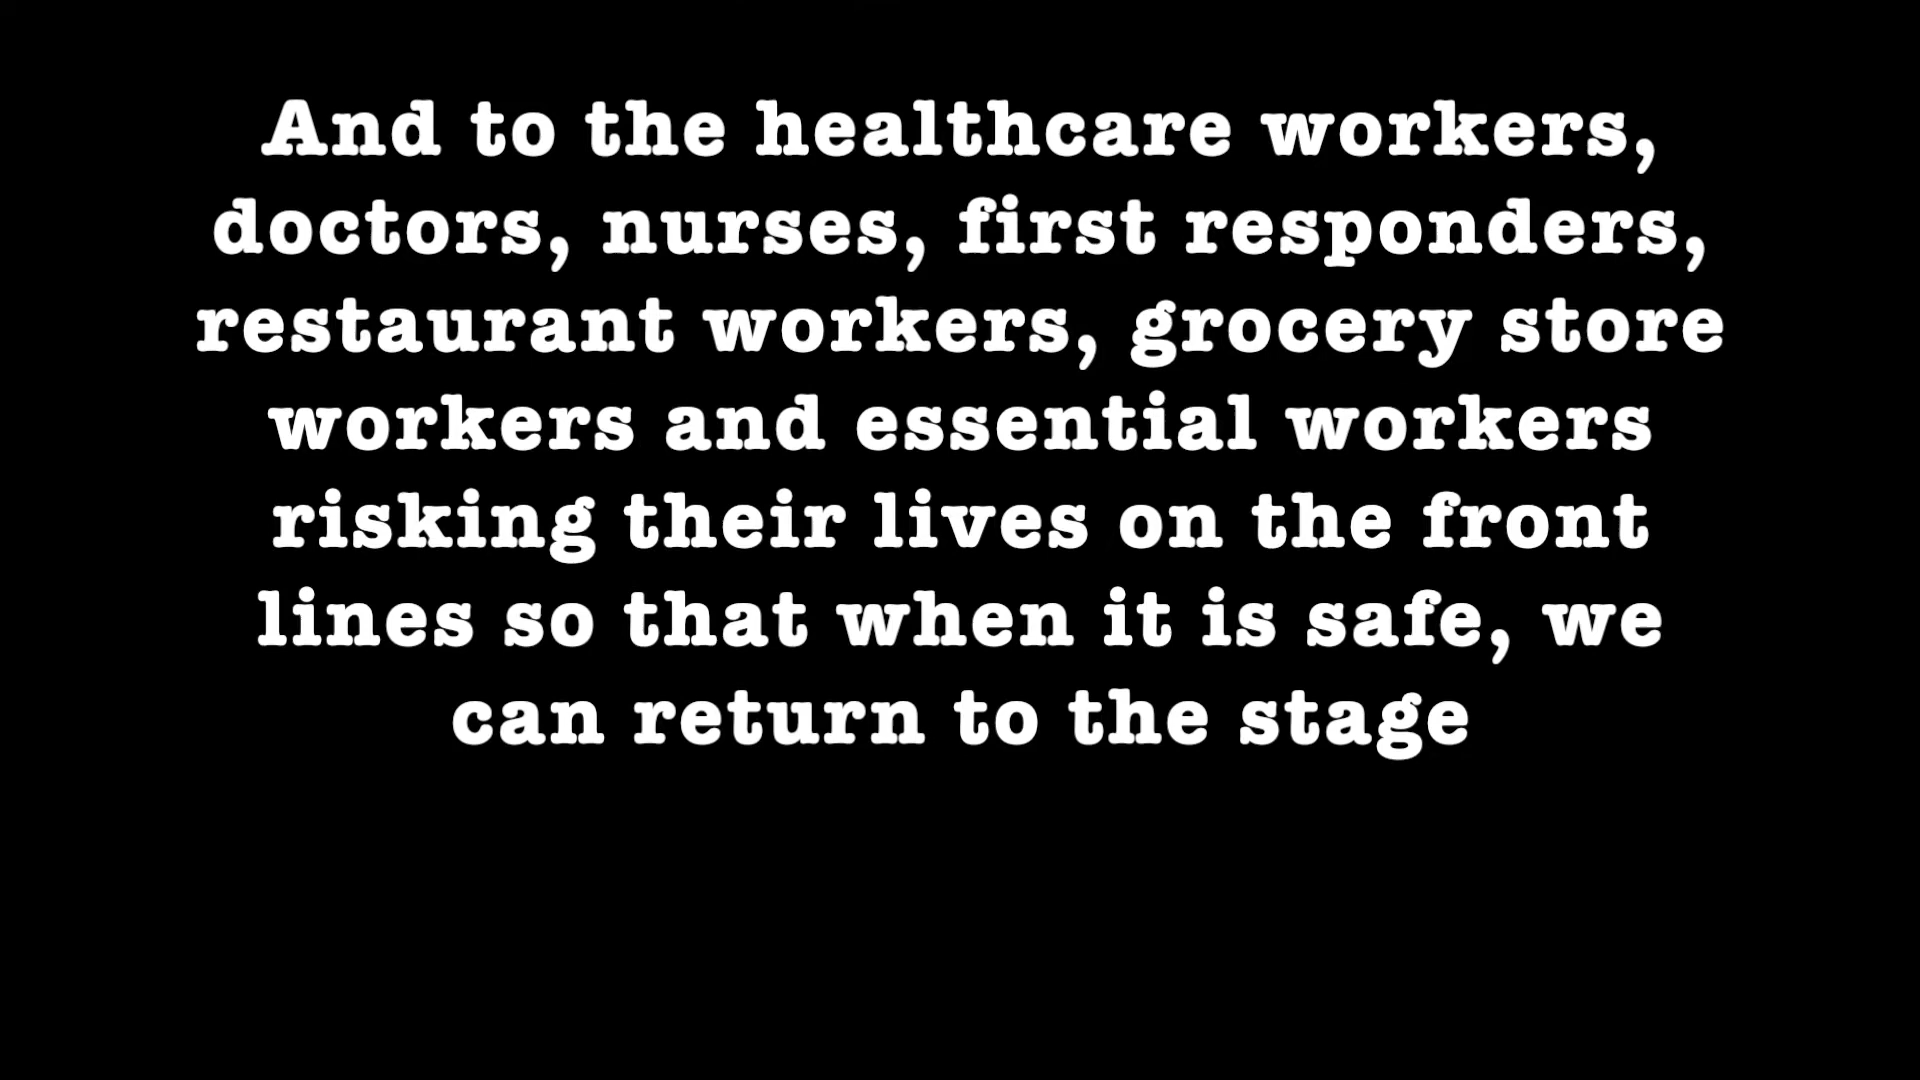 And to the healthcare workers,
doctors, nurses, first responders,
restaurant workers, grocery store
workers and essential workers
risking their lives on the front
lines so that when it is safe, we
can return to the stage